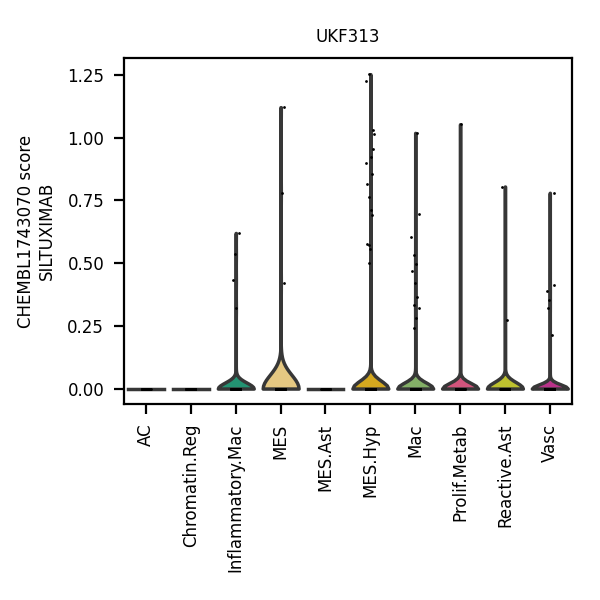 UKF313
CHEMBL1743070 score
SILTUXIMAB
1.25
1.00
0.75
0.50
0.25
0.00
AC
Chromatin.Reg
Inflammatory.Mac
MES
MES.Ast
MES.Hyp
Mac
Prolif.Metab
Reactive.Ast
Vasc